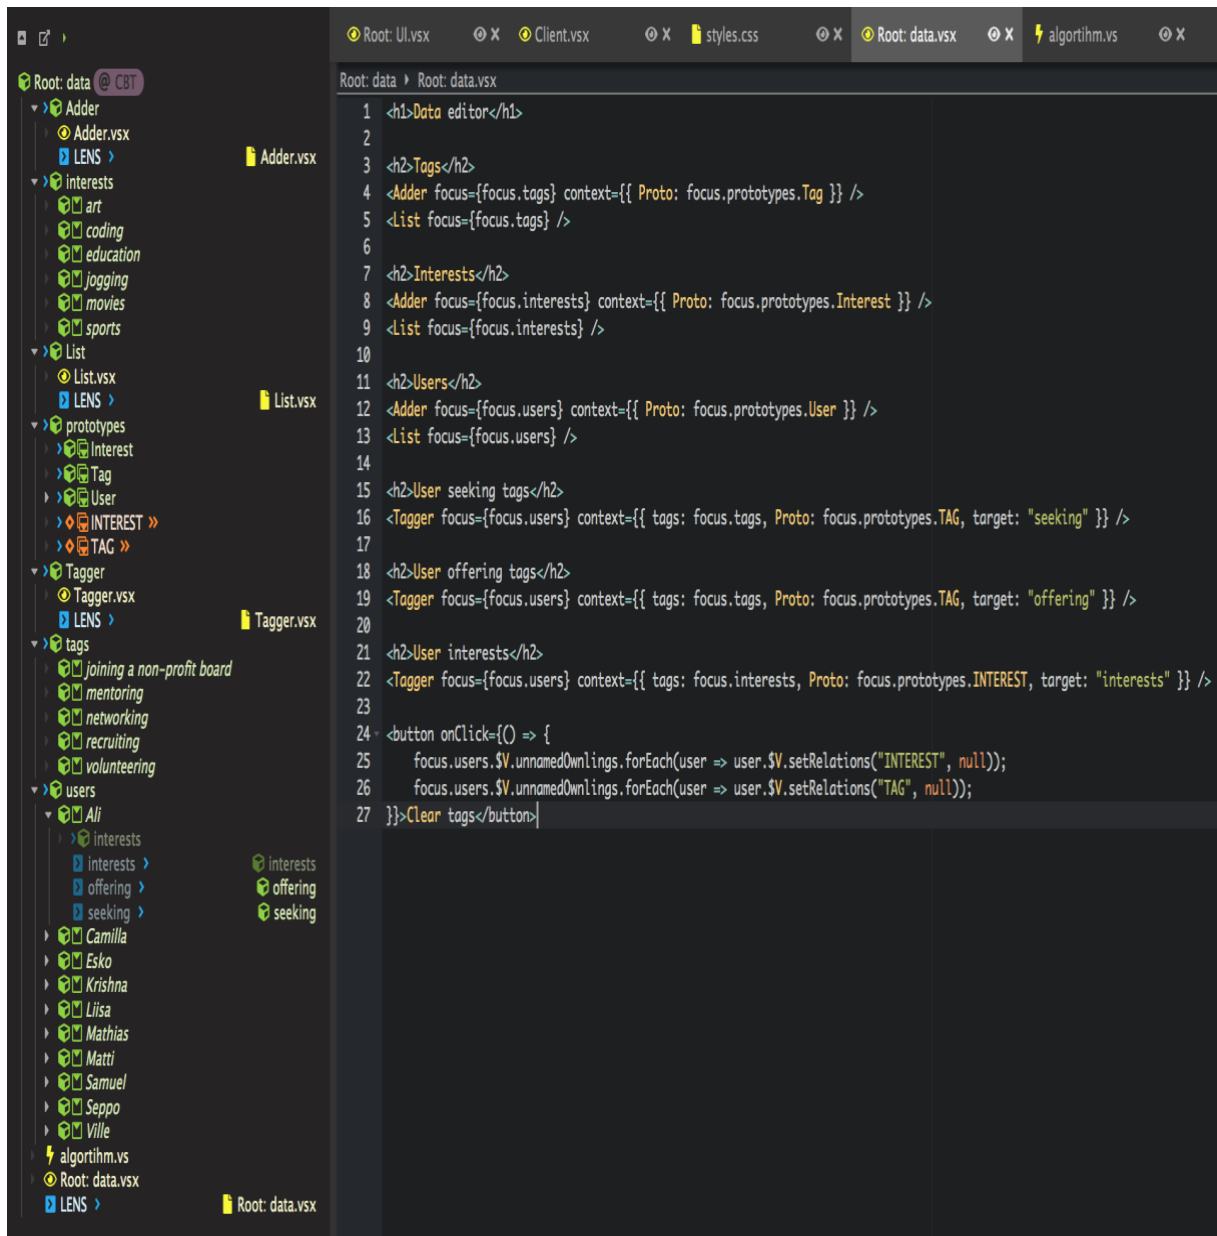 Root: UI.vsx X Client.vsx X styles.css X Root: data.vsx X algortihm.vs X
Root: data @ CBT
Adder
Adder.vsx
LENS > Adder.vsx
interests
art
coding
education
jogging
movies
sports
List
List.vsx
LENS > List.vsx
prototypes
Interest
Tag
User
INTEREST »
TAG »
Tagger
Tagger.vsx
LENS > Tagger.vsx
tags
joining a non-profit board
mentoring
networking
recruiting
volunteering
users
Ali
interests
interests > interests
offering > offering
seeking > seeking
Camilla
Esko
Krishna
Liisa
Mathias
Matti
Samuel
Seppo
Ville
algortihm.vs
Root: data.vsx
LENS > Root: data.vsx
Root: data Root: data.vsx
1 <h1>Data editor</h1>
2
3 <h2>Tags</h2>
4 <Adder focus={focus.tags} context={{ Proto: focus.prototypes.Tag }} />
5 <List focus={focus.tags} />
6
7 <h2>Interests</h2>
8 <Adder focus={focus.interests} context={{ Proto: focus.prototypes.Interest }} />
9 <List focus={focus.interests} />
10
11 <h2>Users</h2>
12 <Adder focus={focus.users} context={{ Proto: focus.prototypes.User }} />
13 <List focus={focus.users} />
14
15 <h2>User seeking tags</h2>
16 <Tagger focus={focus.users} context={{ tags: focus.tags, Proto: focus.prototypes.TAG, target: "seeking" }} />
17
18 <h2>User offering tags</h2>
19 <Tagger focus={focus.users} context={{ tags: focus.tags, Proto: focus.prototypes.TAG, target: "offering" }} />
20
21 <h2>User interests</h2>
22 <Tagger focus={focus.users} context={{ tags: focus.interests, Proto: focus.prototypes.INTEREST, target: "interests" }} />
23
24 <button onClick={() => {
25 focus.users.$V.unnamedOwnlings.forEach(user => user.$V.setRelations("INTEREST", null));
26 focus.users.$V.unnamedOwnlings.forEach(user => user.$V.setRelations("TAG", null));
27 }}>Clear tags</button>